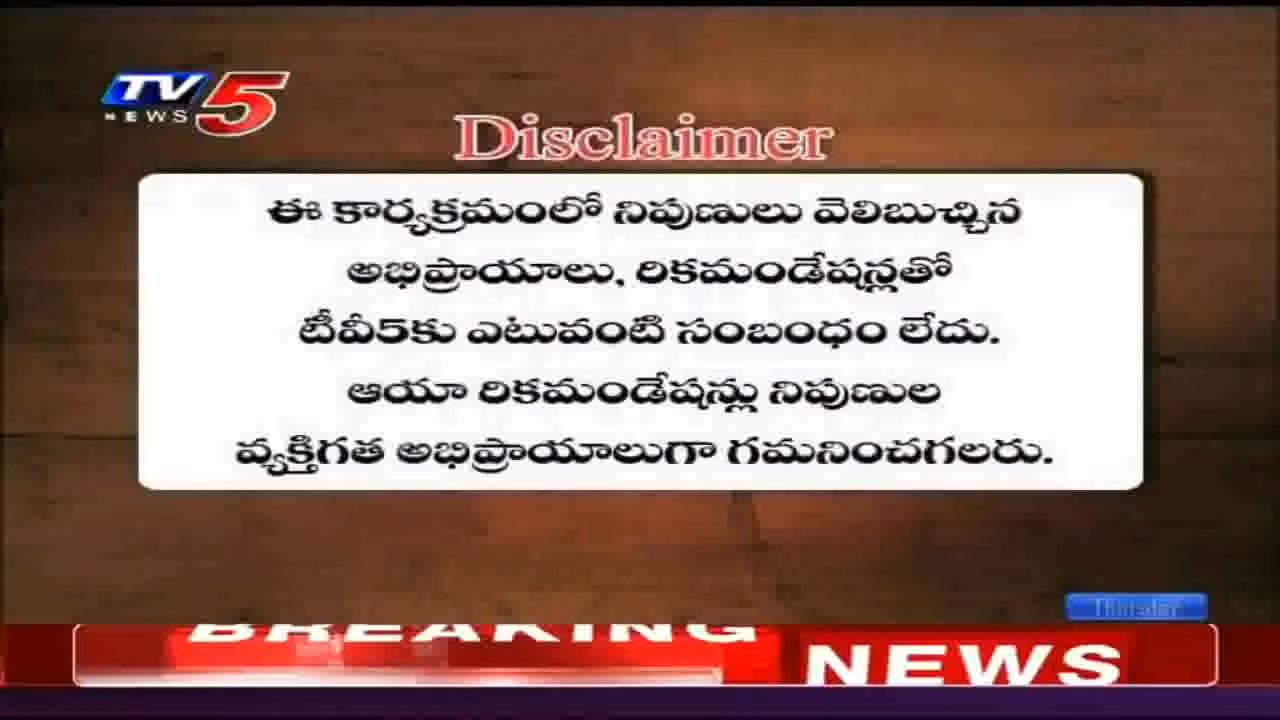 TV5
NEWS
Disclaimer
ఈ కార్యక్రమంలో నిపుణులు వెలిబుచ్చిన
అభిప్రాయాలు, రికమండేషన్లతో
టీవీ5కు ఎటువంటి సంబంధం లేదు.
ఆయా రికమండేషన్లు నిపుణుల
వ్యక్తిగత అభిప్రాయాలుగా గమనించగలరు.
Thursday
BREAKING
NEWS